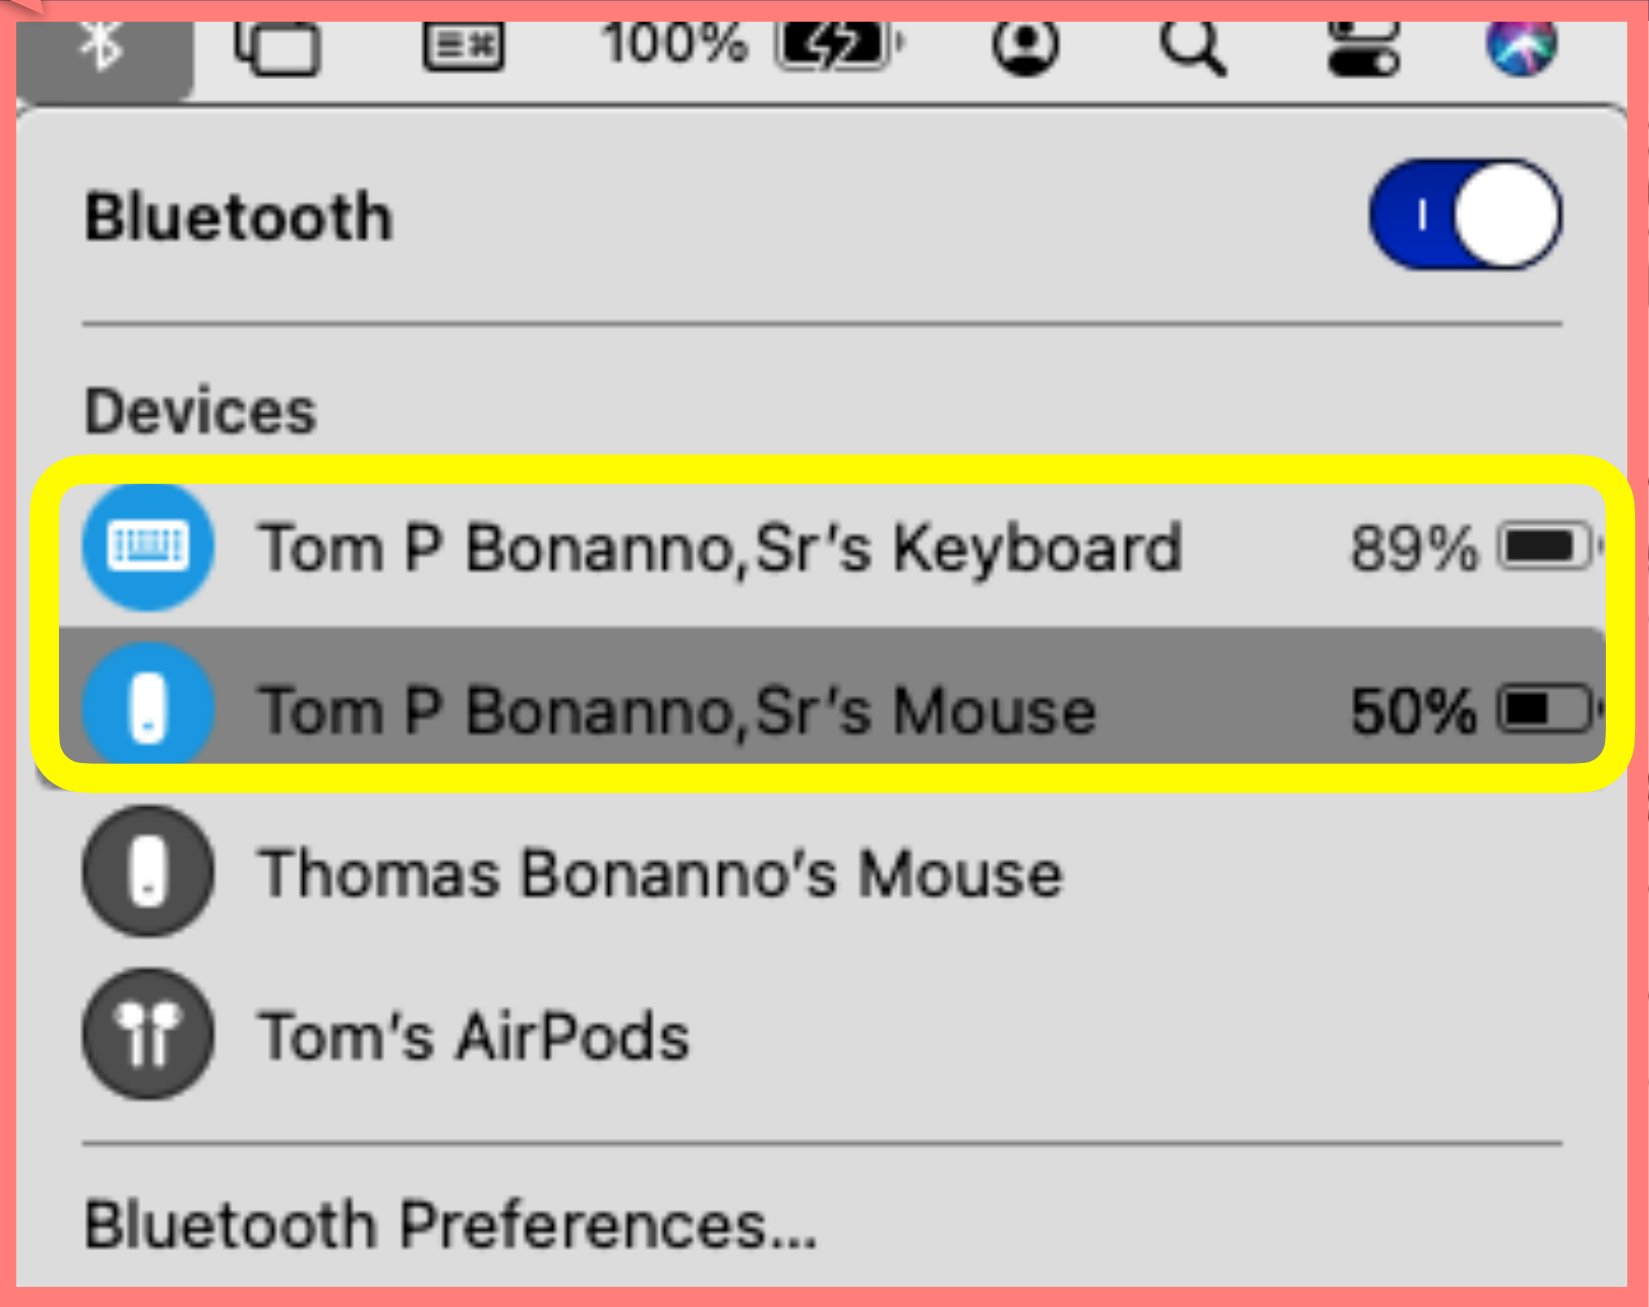 100%
Bluetooth
Devices
Tom P Bonanno,Sr's Keyboard 89%
Tom P Bonanno,Sr's Mouse 50%
Thomas Bonanno's Mouse
Tom's AirPods
Bluetooth Preferences...